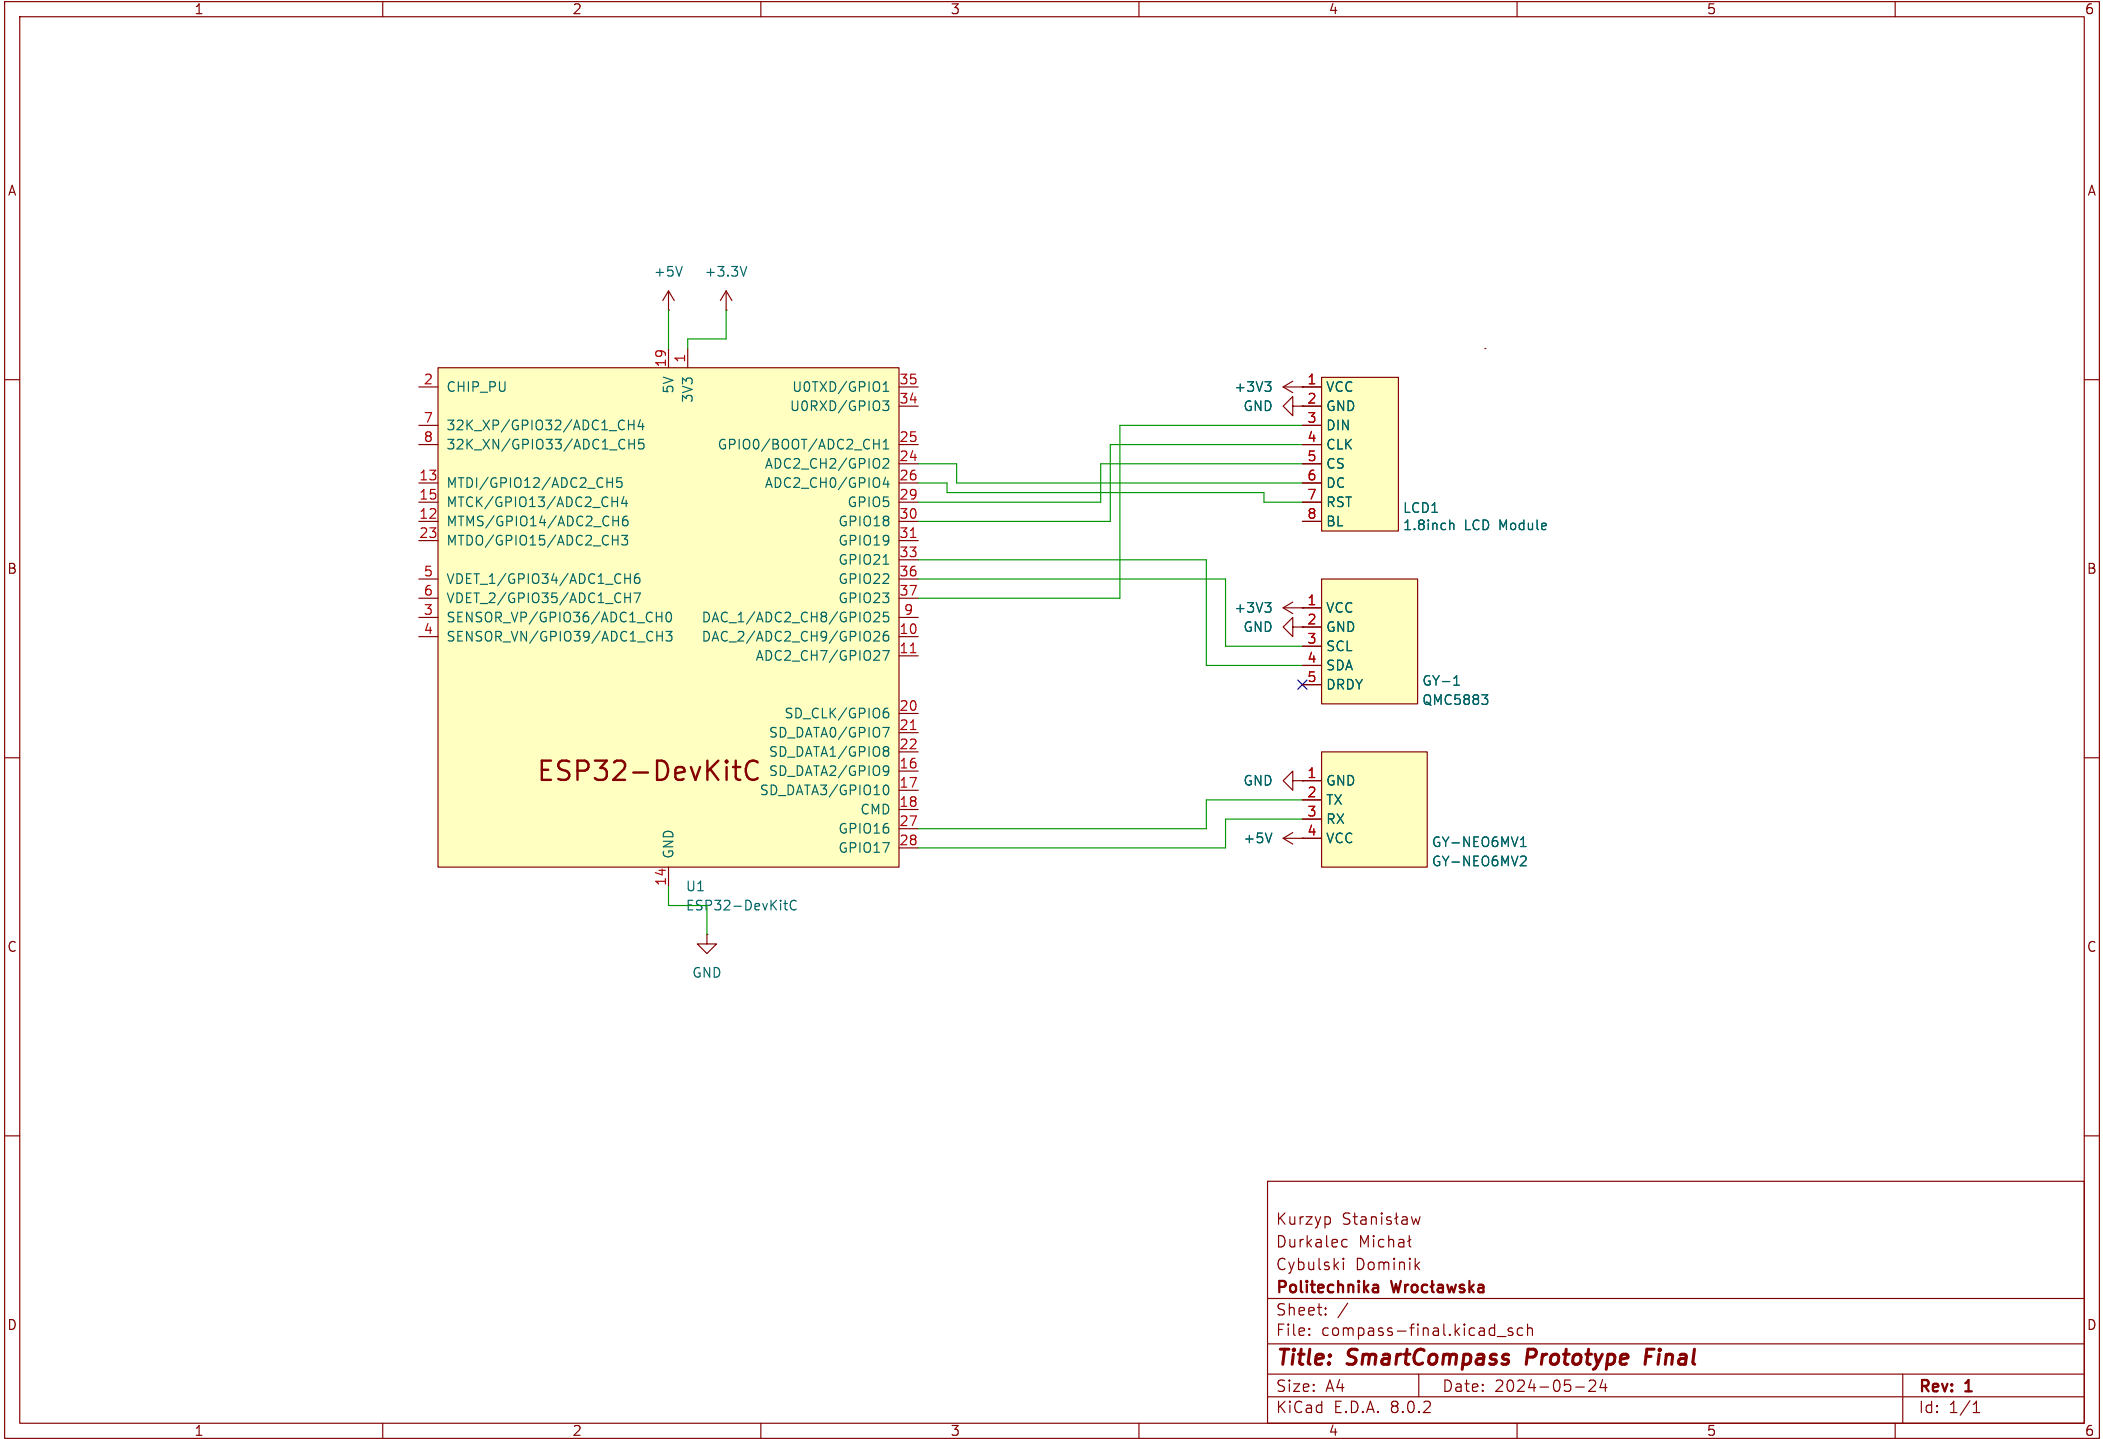 1 2 3 4 5 6
A A
B B
C C
D D
+5V +3.3V
19 1
5V 3V3
2 CHIP_PU
7 32K_XP/GPIO32/ADC1_CH4
8 32K_XN/GPIO33/ADC1_CH5
13 MTDI/GPIO12/ADC2_CH5
15 MTCK/GPIO13/ADC2_CH4
12 MTMS/GPIO14/ADC2_CH6
23 MTDO/GPIO15/ADC2_CH3
5 VDET_1/GPIO34/ADC1_CH6
6 VDET_2/GPIO35/ADC1_CH7
3 SENSOR_VP/GPIO36/ADC1_CH0
4 SENSOR_VN/GPIO39/ADC1_CH3
U0TXD/GPIO1 35
U0RXD/GPIO3 34
GPIO0/BOOT/ADC2_CH1 25
ADC2_CH2/GPIO2 24
ADC2_CH0/GPIO4 26
GPIO5 29
GPIO18 30
GPIO19 31
GPIO21 33
GPIO22 36
GPIO23 37
DAC_1/ADC2_CH8/GPIO25 9
DAC_2/ADC2_CH9/GPIO26 10
ADC2_CH7/GPIO27 11
SD_CLK/GPIO6 20
SD_DATA0/GPIO7 21
SD_DATA1/GPIO8 22
SD_DATA2/GPIO9 16
SD_DATA3/GPIO10 17
CMD 18
GPIO16 27
GPIO17 28
ESP32-DevKitC
GND
14
U1
ESP32-DevKitC
GND
+3V3 1 VCC
GND 2 GND
3 DIN
4 CLK
5 CS
6 DC
7 RST
8 BL
LCD1
1.8inch LCD Module
+3V3 1 VCC
GND 2 GND
3 SCL
4 SDA
5 DRDY
GY-1
QMC5883
GND 1 GND
2 TX
3 RX
+5V 4 VCC
GY-NEO6MV1
GY-NEO6MV2
Kurzyp Stanisław
Durkalec Michał
Cybulski Dominik
Politechnika Wrocławska
Sheet: /
File: compass-final.kicad_sch
Title: SmartCompass Prototype Final
Size: A4 Date: 2024-05-24 Rev: 1
KiCad E.D.A. 8.0.2 Id: 1/1
1 2 3 4 5 6